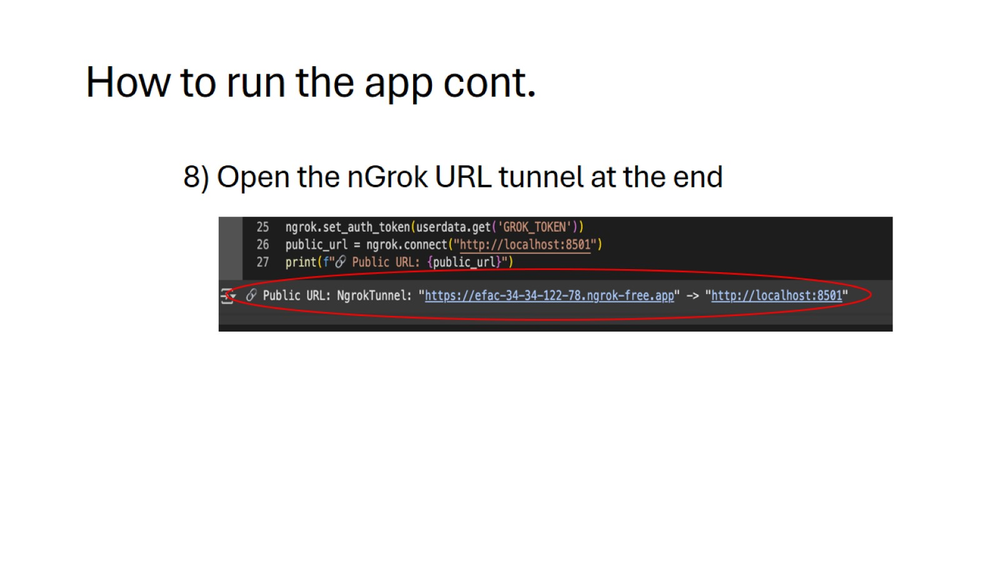 How to run the app cont.
8) Open the nGrok URL tunnel at the end
25 ngrok.set_auth_token(userdata.get('GROK_TOKEN'))
26 public_url = ngrok.connect("http://localhost:8501")
27 print(f"🔗 Public URL: {public_url}")
🔗 Public URL: NgrokTunnel: "https://efac-34-34-122-78.ngrok-free.app" -> "http://localhost:8501"